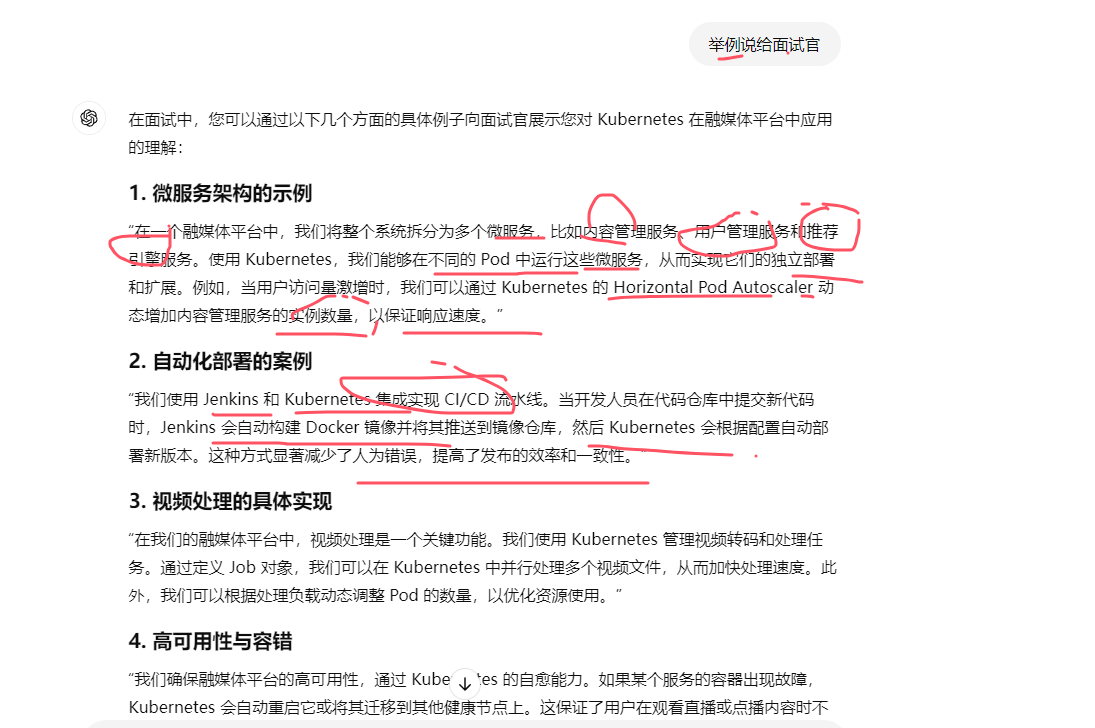 举例说给面试官
在面试中，您可以通过以下几个方面的具体例子向面试官展示您对 Kubernetes 在融媒体平台中应用
的理解：
1. 微服务架构的示例
“在一个融媒体平台中，我们将整个系统拆分为多个微服务，比如内容管理服务、用户管理服务和推荐
引擎服务。使用 Kubernetes，我们能够在不同的 Pod 中运行这些微服务，从而实现它们的独立部署
和扩展。例如，当用户访问量激增时，我们可以通过 Kubernetes 的 Horizontal Pod Autoscaler 动
态增加内容管理服务的实例数量，以保证响应速度。”
2. 自动化部署的案例
“我们使用 Jenkins 和 Kubernetes 集成实现 CI/CD 流水线。当开发人员在代码仓库中提交新代码
时，Jenkins 会自动构建 Docker 镜像并将其推送到镜像仓库，然后 Kubernetes 会根据配置自动部
署新版本。这种方式显著减少了人为错误，提高了发布的效率和一致性。
3. 视频处理的具体实现
“在我们的融媒体平台中，视频处理是一个关键功能。我们使用 Kubernetes 管理视频转码和处理任
务。通过定义 Job 对象，我们可以在 Kubernetes 中并行处理多个视频文件，从而加快处理速度。此
外，我们可以根据处理负载动态调整 Pod 的数量，以优化资源使用。”
4. 高可用性与容错
“我们确保融媒体平台的高可用性，通过 Kubernetes 的自愈能力。如果某个服务的容器出现故障，
Kubernetes 会自动重启它或将其迁移到其他健康节点上。这保证了用户在观看直播或点播内容时不